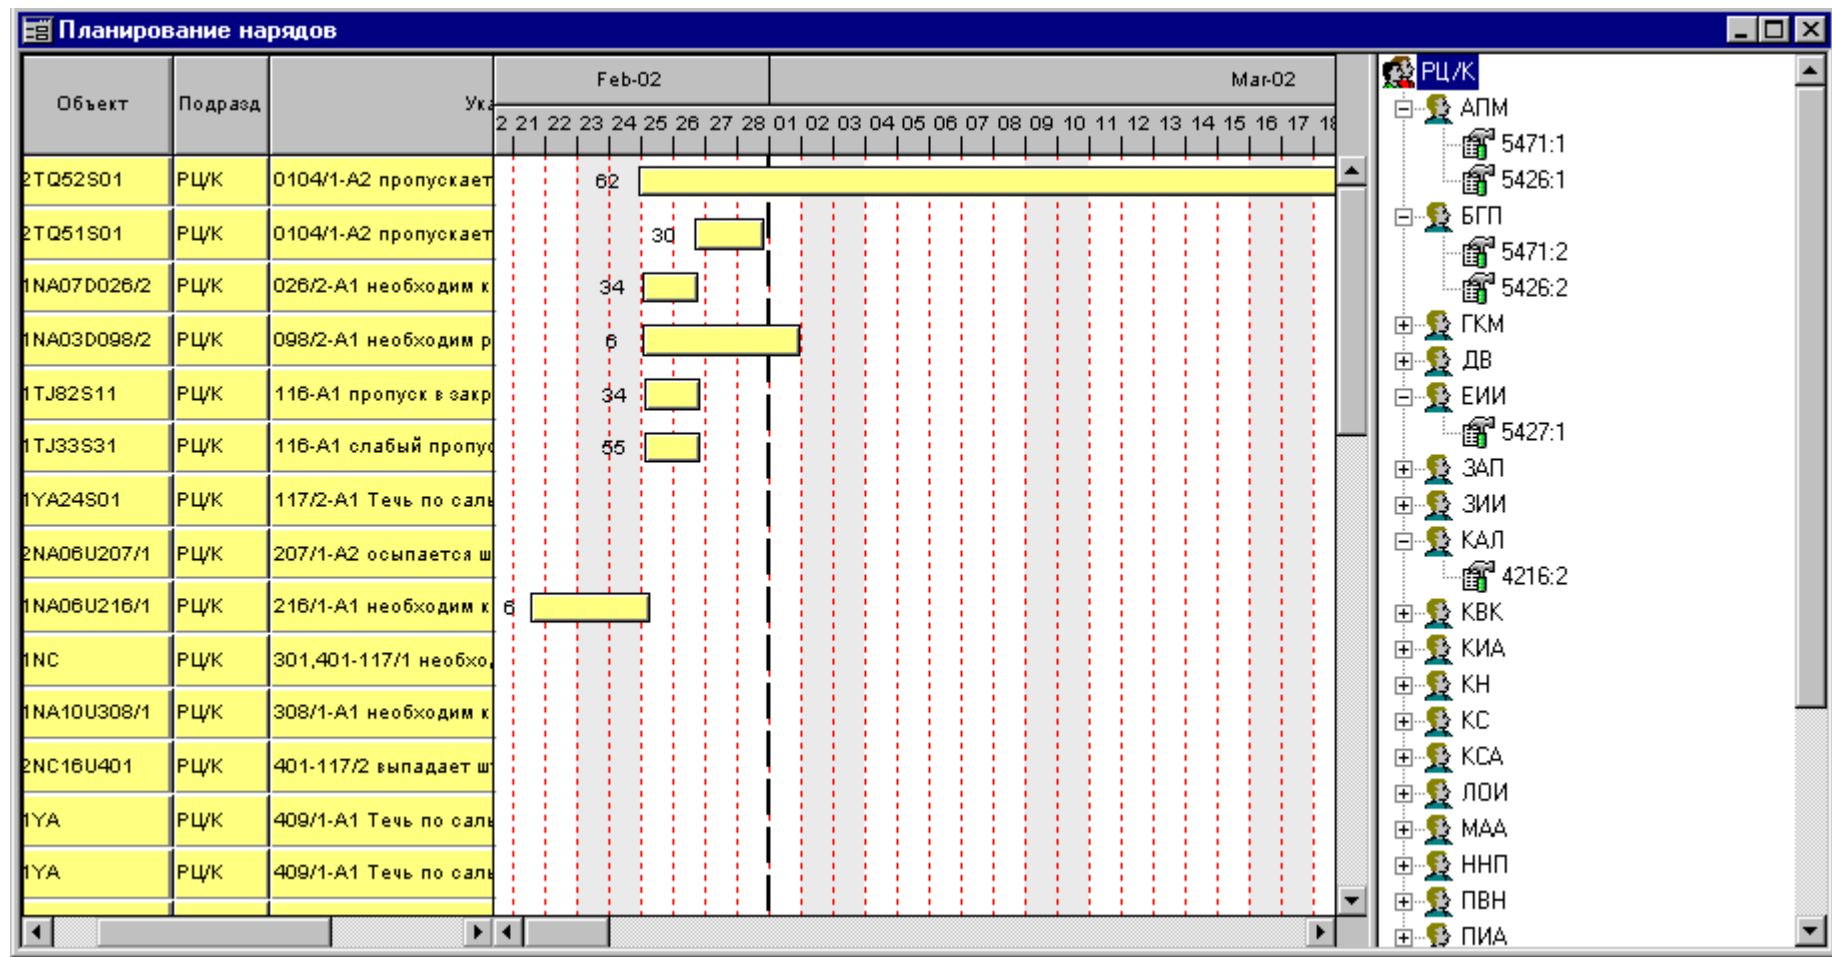 Планирование нарядов
Объект Подразд Ука Feb-02 Mar-02
2 21 22 23 24 25 26 27 28 01 02 03 04 05 06 07 08 09 10 11 12 13 14 15 16 17 18
2TQ52S01 РЦ/К 0104/1-А2 пропускает 62
2TQ51S01 РЦ/К 0104/1-А2 пропускает 30
1NA07D026/2 РЦ/К 026/2-А1 необходим к 34
1NA03D098/2 РЦ/К 098/2-А1 необходим р 6
1TJ82S11 РЦ/К 116-А1 пропуск в закр 34
1TJ33S31 РЦ/К 116-А1 слабый пропус 55
1YA24S01 РЦ/К 117/2-А1 Течь по саль
2NA06U207/1 РЦ/К 207/1-А2 осыпается ш
1NA06U216/1 РЦ/К 216/1-А1 необходим к 6
1NC РЦ/К 301,401-117/1 необхо
1NA10U308/1 РЦ/К 308/1-А1 необходим к
2NC16U401 РЦ/К 401-117/2 выпадает шт
1YA РЦ/К 409/1-А1 Течь по саль
1YA РЦ/К 409/1-А1 Течь по саль
РЦ/К
АПМ
5471:1
5426:1
БГП
5471:2
5426:2
ГКМ
ДВ
ЕИИ
5427:1
ЗАП
ЗИИ
КАЛ
4216:2
КВК
КИА
КН
КС
КСА
ЛОИ
МАА
ННП
ПВН
ПИА